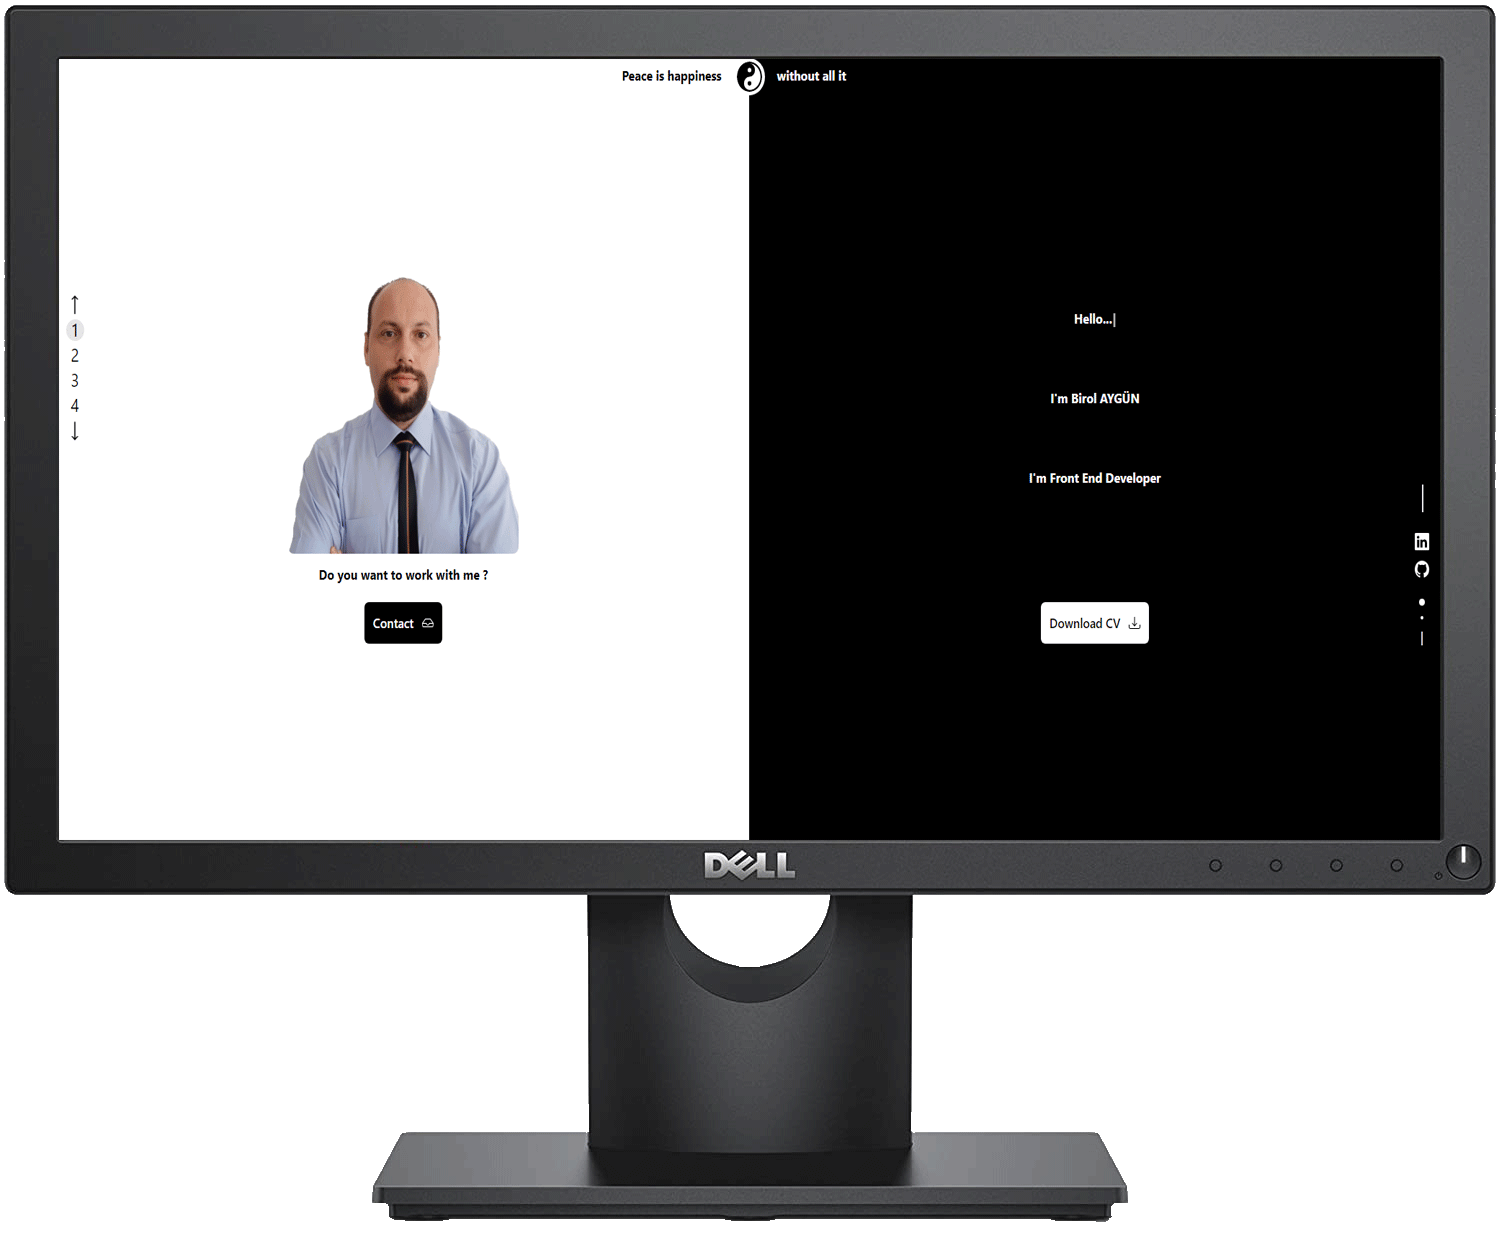 Peace is happiness without all it
↑
1
2
3
4
↓
Hello...|
I'm Birol AYGÜN
I'm Front End Developer
in
Do you want to work with me ?
Contact
Download CV
DELL